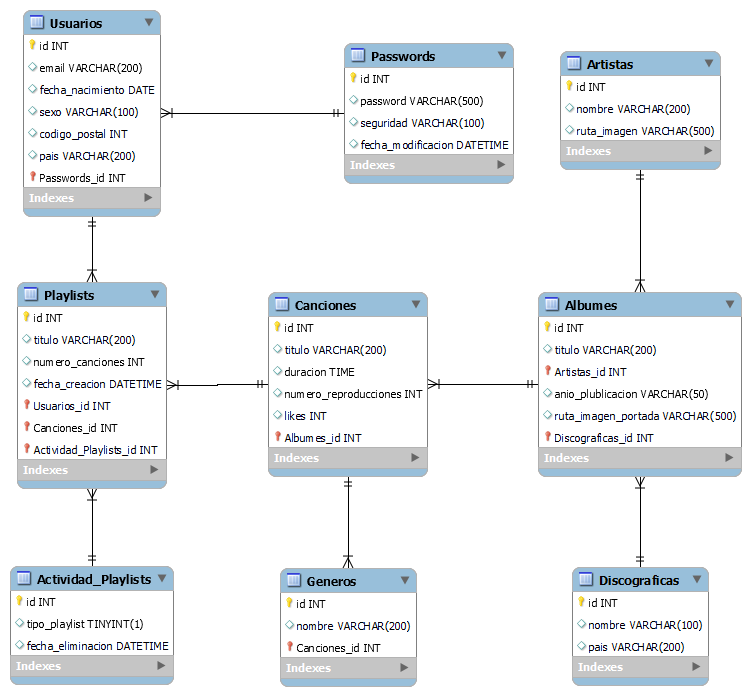 Usuarios
id INT
email VARCHAR(200)
fecha_nacimiento DATE
sexo VARCHAR(100)
codigo_postal INT
pais VARCHAR(200)
Passwords_id INT
Indexes
Passwords
id INT
password VARCHAR(500)
seguridad VARCHAR(100)
fecha_modificacion DATETIME
Indexes
Artistas
id INT
nombre VARCHAR(200)
ruta_imagen VARCHAR(500)
Indexes
Playlists
id INT
titulo VARCHAR(200)
numero_canciones INT
fecha_creacion DATETIME
Usuarios_id INT
Canciones_id INT
Actividad_Playlists_id INT
Indexes
Canciones
id INT
titulo VARCHAR(200)
duracion TIME
numero_reproducciones INT
likes INT
Albumes_id INT
Indexes
Albumes
id INT
titulo VARCHAR(200)
Artistas_id INT
anio_plublicacion VARCHAR(50)
ruta_imagen_portada VARCHAR(500)
Discograficas_id INT
Indexes
Actividad_Playlists
id INT
tipo_playlist TINYINT(1)
fecha_eliminacion DATETIME
Indexes
Generos
id INT
nombre VARCHAR(200)
Canciones_id INT
Indexes
Discograficas
id INT
nombre VARCHAR(100)
pais VARCHAR(200)
Indexes